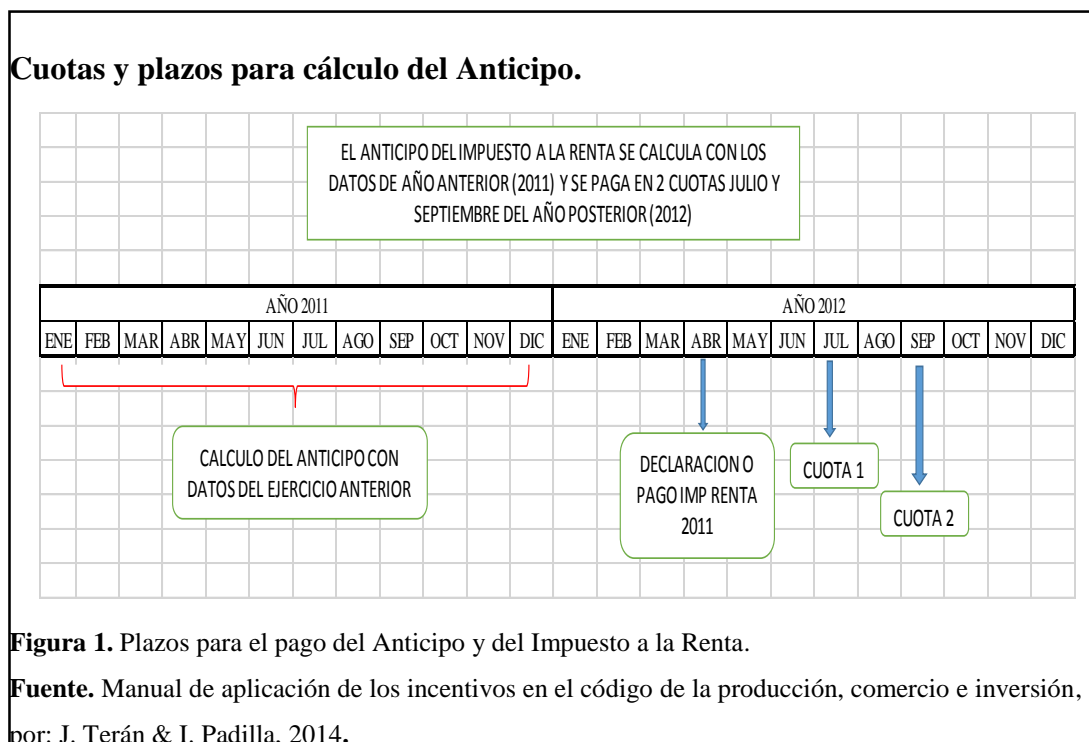 Cuotas y plazos para cálculo del Anticipo.
EL ANTICIPO DEL IMPUESTO A LA RENTA SE CALCULA CON LOS
DATOS DE AÑO ANTERIOR (2011) Y SE PAGA EN 2 CUOTAS JULIO Y
SEPTIEMBRE DEL AÑO POSTERIOR (2012)
AÑO 2011 AÑO 2012
ENE FEB MAR ABR MAY JUN JUL AGO SEP OCT NOV DIC ENE FEB MAR ABR MAY JUN JUL AGO SEP OCT NOV DIC
CALCULO DEL ANTICIPO CON
DATOS DEL EJERCICIO ANTERIOR
DECLARACION O
PAGO IMP RENTA
2011
CUOTA 1
CUOTA 2
Figura 1. Plazos para el pago del Anticipo y del Impuesto a la Renta.
Fuente. Manual de aplicación de los incentivos en el código de la producción, comercio e inversión,
por: J. Terán & I. Padilla, 2014.